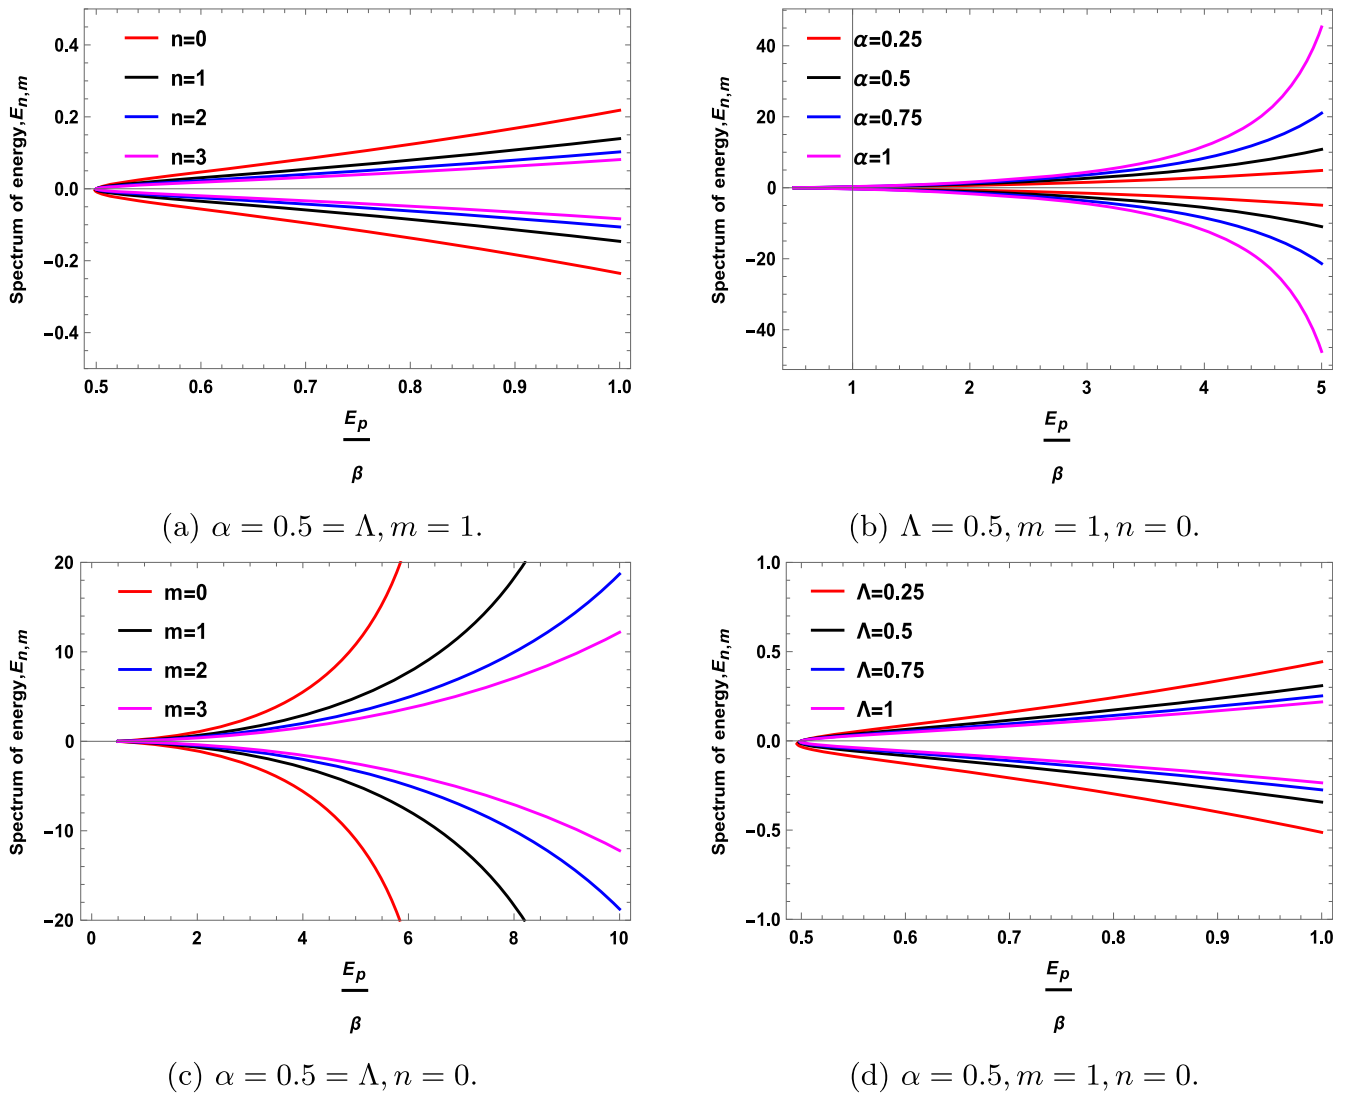 Spectrum of energy,E_{n,m}
0.4
0.2
0.0
−0.2
−0.4
n=0
n=1
n=2
n=3
0.5 0.6 0.7 0.8 0.9 1.0
E_p
β
(a) α = 0.5 = Λ, m = 1.
Spectrum of energy,E_{n,m}
40
20
0
−20
−40
α=0.25
α=0.5
α=0.75
α=1
1 2 3 4 5
E_p
β
(b) Λ = 0.5, m = 1, n = 0.
Spectrum of energy,E_{n,m}
20
10
0
−10
−20
m=0
m=1
m=2
m=3
0 2 4 6 8 10
E_p
β
(c) α = 0.5 = Λ, n = 0.
Spectrum of energy,E_{n,m}
1.0
0.5
0.0
−0.5
−1.0
Λ=0.25
Λ=0.5
Λ=0.75
Λ=1
0.5 0.6 0.7 0.8 0.9 1.0
E_p
β
(d) α = 0.5, m = 1, n = 0.